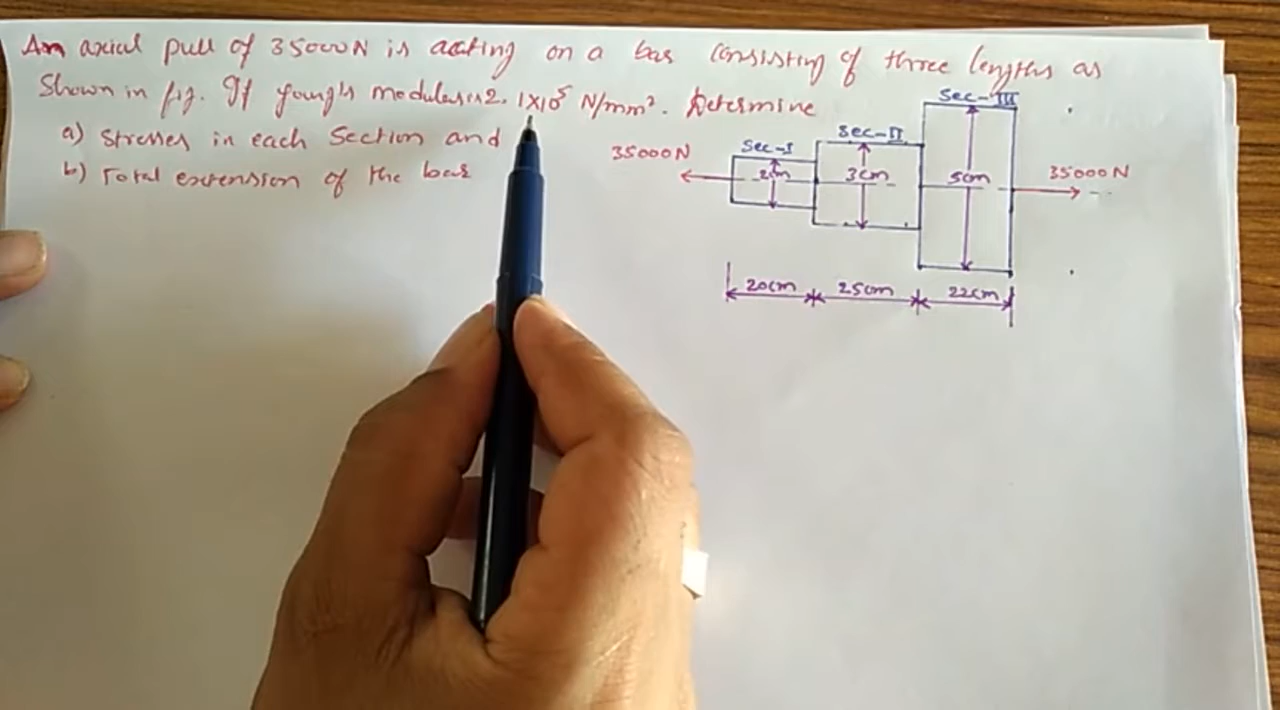 An axial pull of 35000N is acting on a bar consisting of three lengths as
shown in fig. If young's modulus is 2.1x10⁵ N/mm². Determine
a) stresses in each section and
b) Total extension of the bar
Sec-I
Sec-II
Sec-III
35000N
2cm
3cm
5cm
35000N
20cm
25cm
22cm